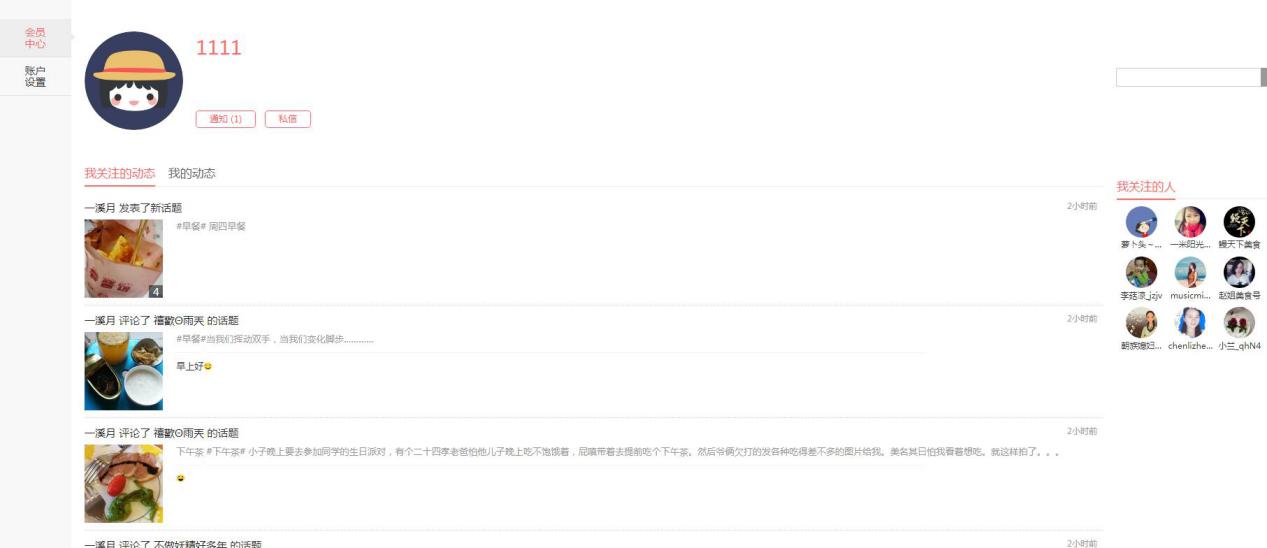 会员
中心
账户
设置
1111
通知 (1)
私信
我关注的动态
我的动态
一溪月 发表了新话题
2小时前
#早餐# 周四早餐
4
一溪月 评论了 禧歡Θ雨天 的话题
2小时前
#早餐#当我们挥动双手，当我们变化脚步............
早上好😄
一溪月 评论了 禧歡Θ雨天 的话题
2小时前
下午茶 #下午茶# 小子晚上要去参加同学的生日派对，有个二十四孝老爸怕他儿子晚上吃不饱饿着，屁嗔带着去提前吃个下午茶。然后爷俩欠打的发各种吃得差不多的图片给我。美名其曰怕我看着想吃。就这样拍了。。。
😄
一溪月 评论了 不做妖精好多年 的话题
2小时前
我关注的人
萝卜头～...
一米阳光...
馥天下美食
李菇凉_jzjv
musicmi...
赵姐美食号
朝族媳妇...
chenlizhe...
小兰_qhN4